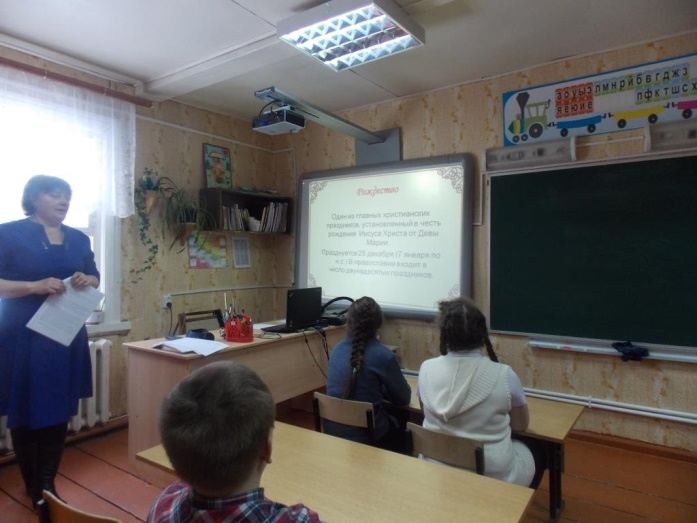 Рождество
Один из главных христианских
праздников, установленный в честь
рождения Иисуса Христа от Девы
Марии.
Празднуется 25 декабря (7 января по
н.с.) В православии входит в
число двунадесятых праздников.